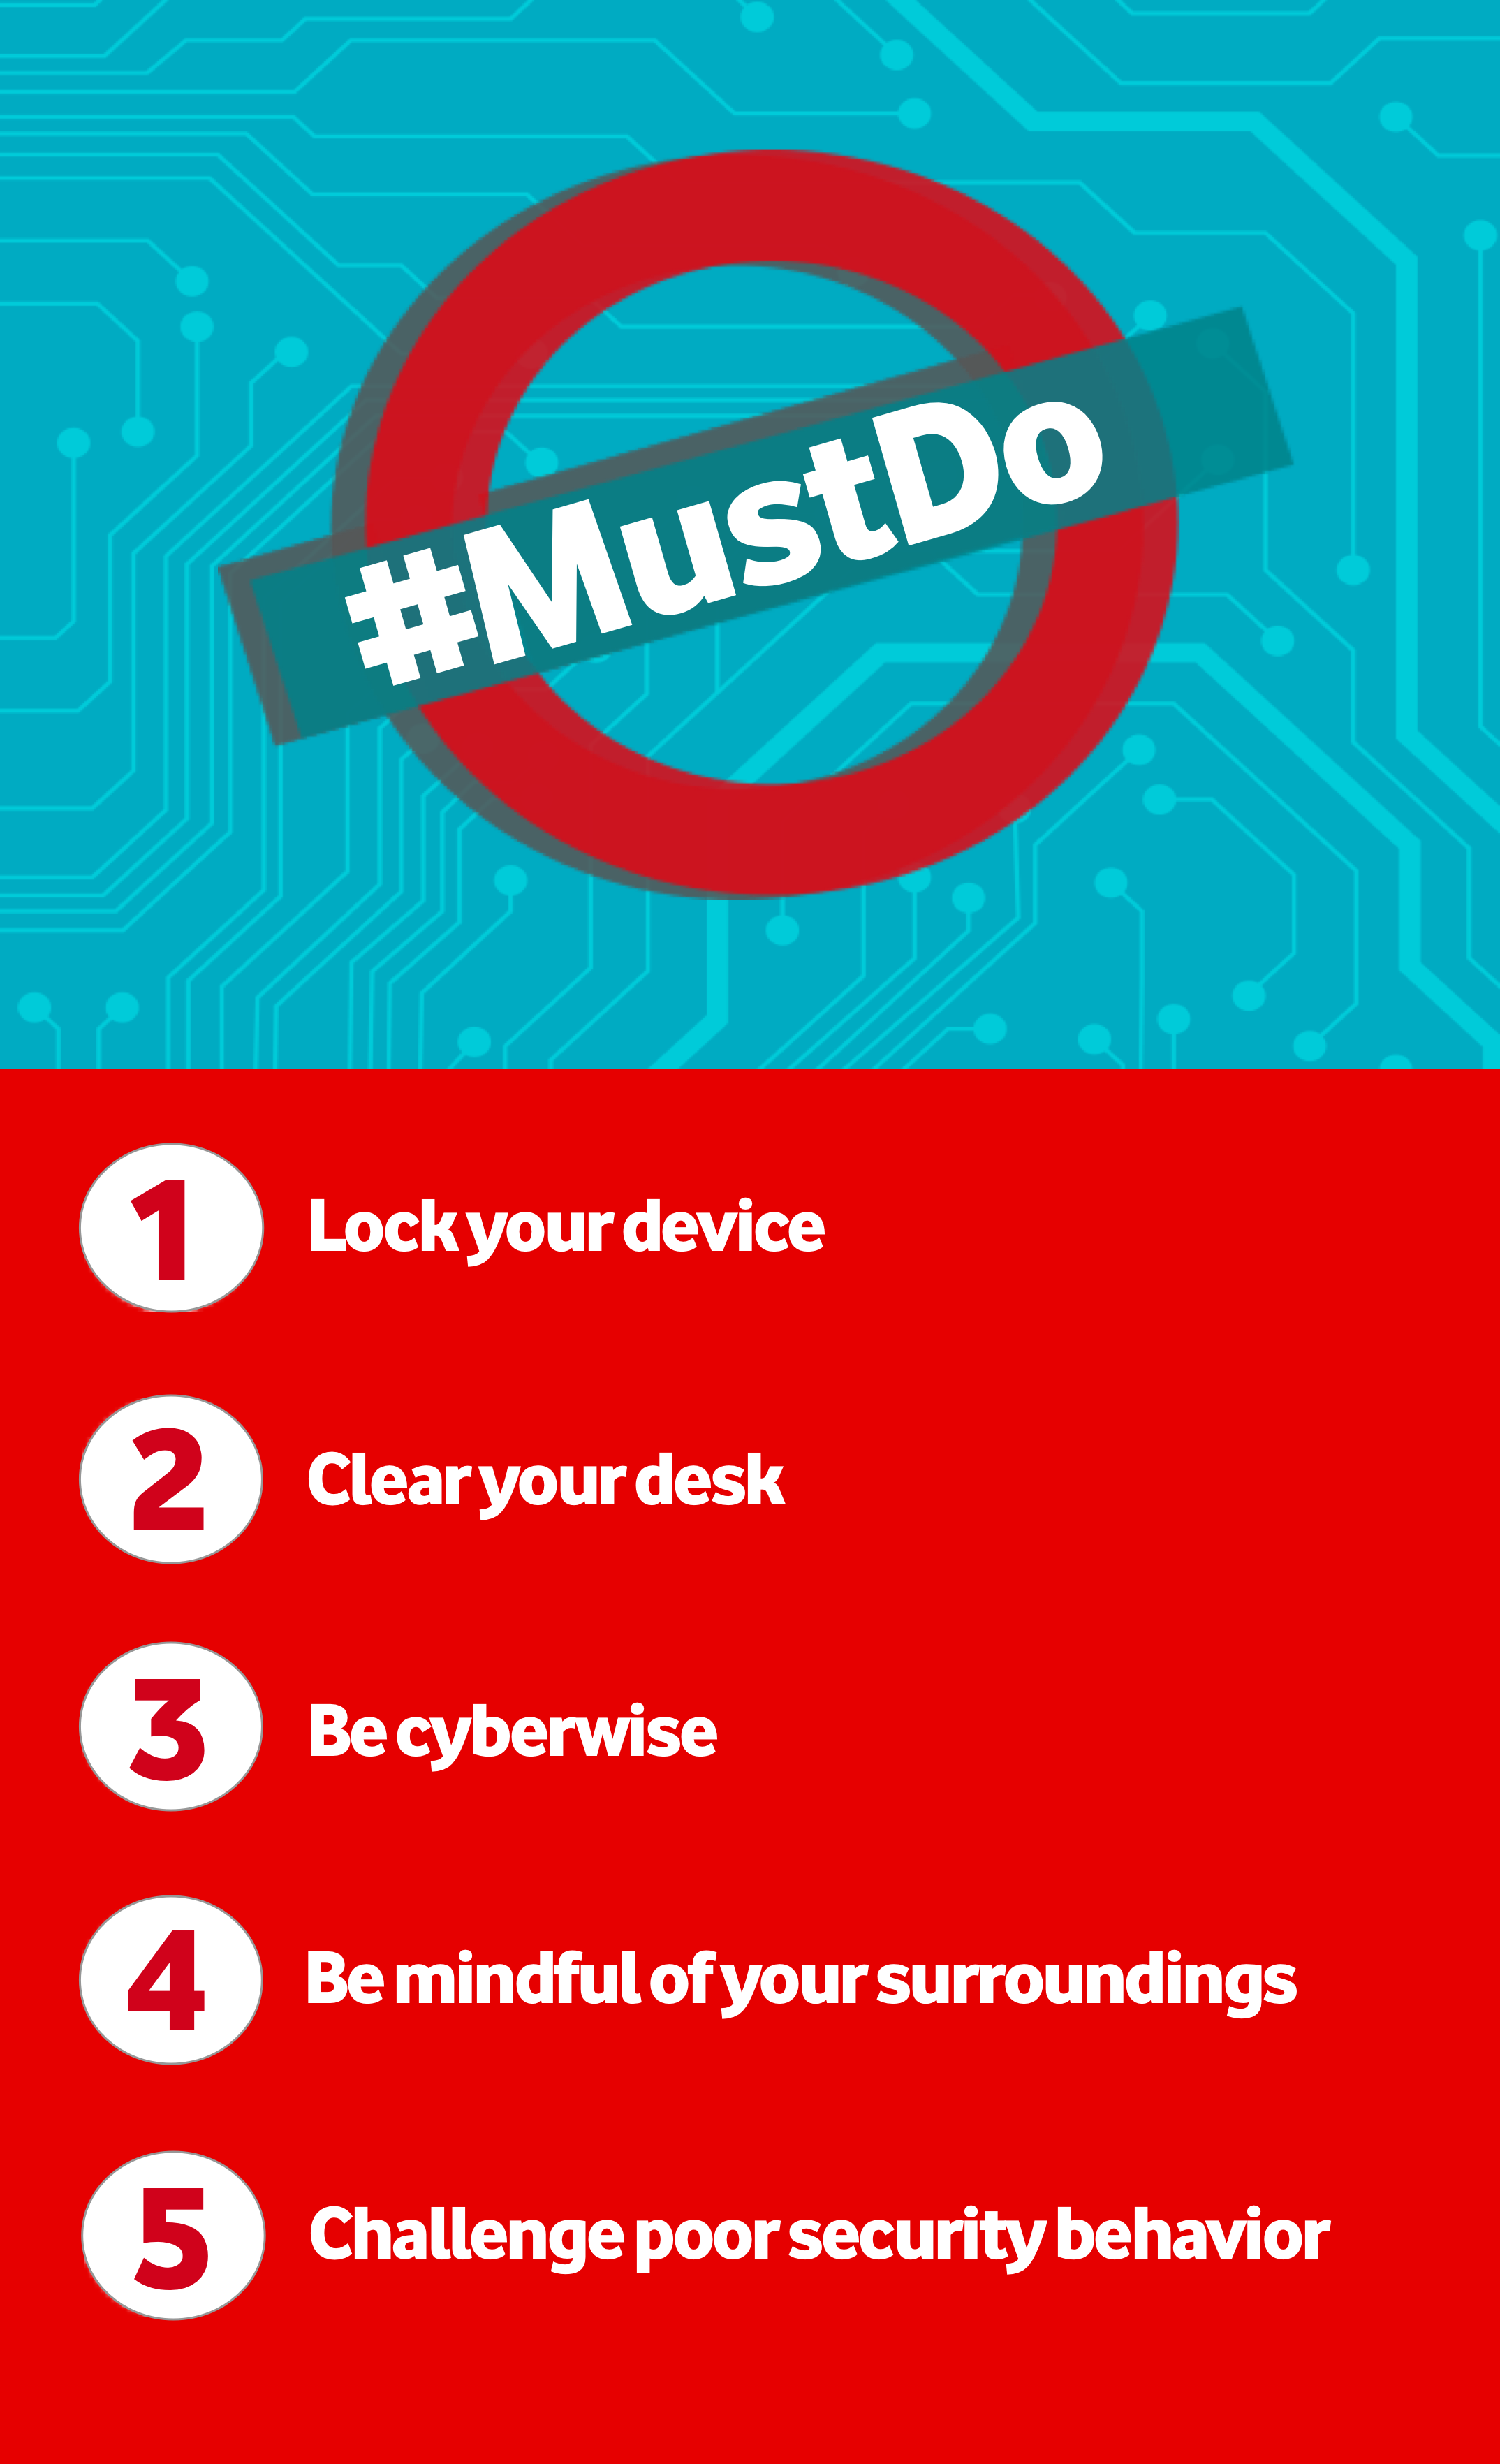 #MustDo
1
Lock your device
2
Clear your desk
3
Be cyberwise
4
Be mindful of your surroundings
5
Challenge poor security behavior